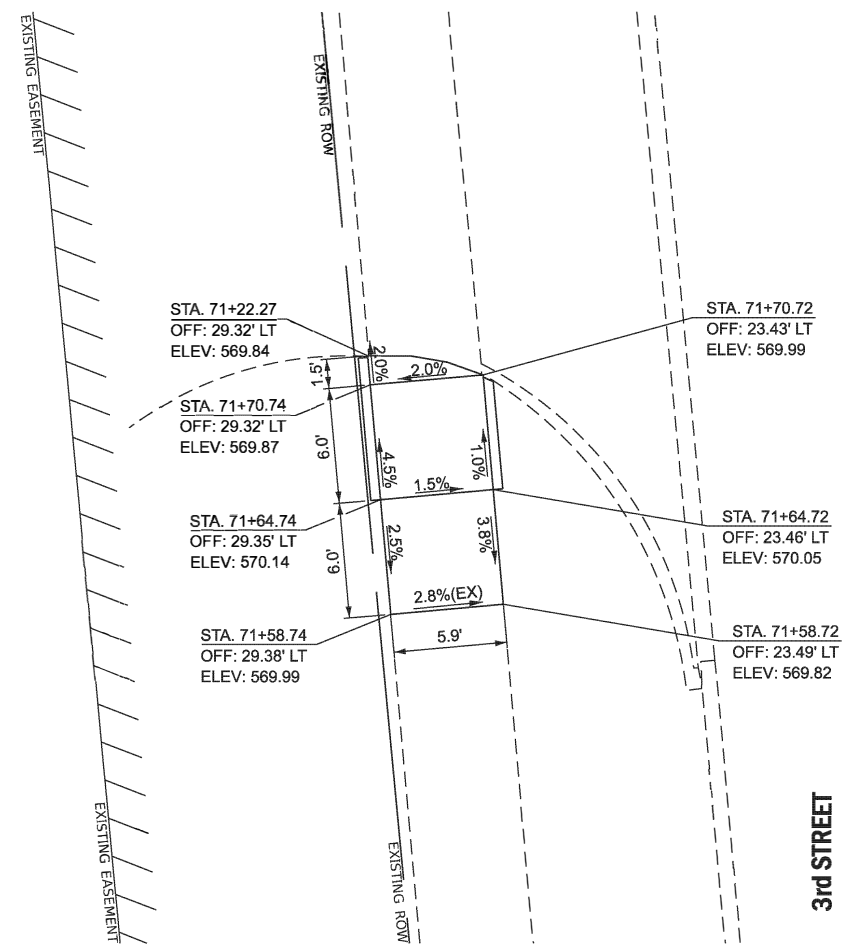 EXISTING EASEMENT
EXISTING ROW
STA. 71+22.27
OFF: 29.32' LT
ELEV: 569.84
STA. 71+70.72
OFF: 23.43' LT
ELEV: 569.99
2.0%
2.0%
1.5'
STA. 71+70.74
OFF: 29.32' LT
ELEV: 569.87
6.0'
4.5%
1.0%
1.5%
STA. 71+64.74
OFF: 29.35' LT
ELEV: 570.14
STA. 71+64.72
OFF: 23.46' LT
ELEV: 570.05
6.0'
2.5%
3.8%
2.8%(EX)
STA. 71+58.74
OFF: 29.38' LT
ELEV: 569.99
5.9'
STA. 71+58.72
OFF: 23.49' LT
ELEV: 569.82
EXISTING EASEMENT
EXISTING ROW
3rd STREET